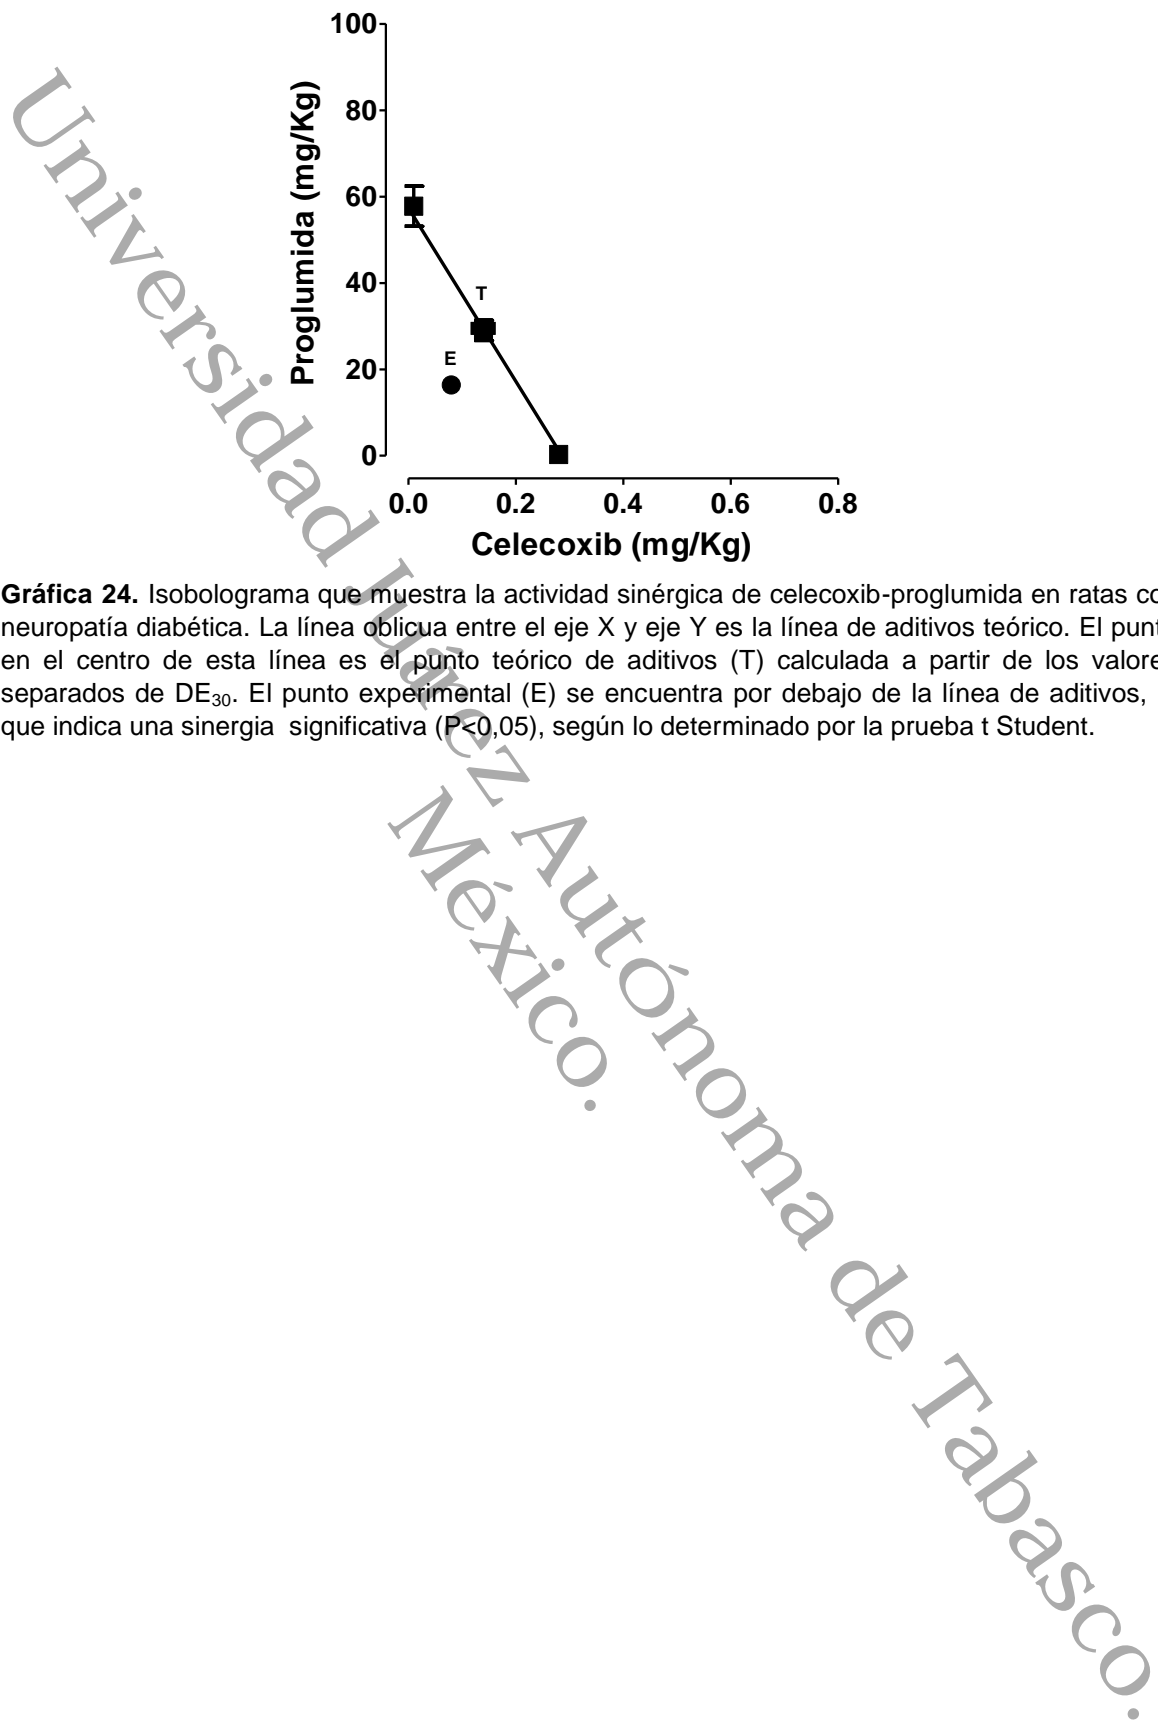 100
80
60
40
20
0
Proglumida (mg/Kg)
T
E
0.0 0.2 0.4 0.6 0.8
Celecoxib (mg/Kg)
Gráfica 24. Isobolograma que muestra la actividad sinérgica de celecoxib-proglumida en ratas co
neuropatía diabética. La línea oblicua entre el eje X y eje Y es la línea de aditivos teórico. El punt
en el centro de esta línea es el punto teórico de aditivos (T) calculada a partir de los valore
separados de DE30. El punto experimental (E) se encuentra por debajo de la línea de aditivos,
que indica una sinergia significativa (P<0,05), según lo determinado por la prueba t Student.
Universidad Juárez Autónoma de Tabasco.
México.